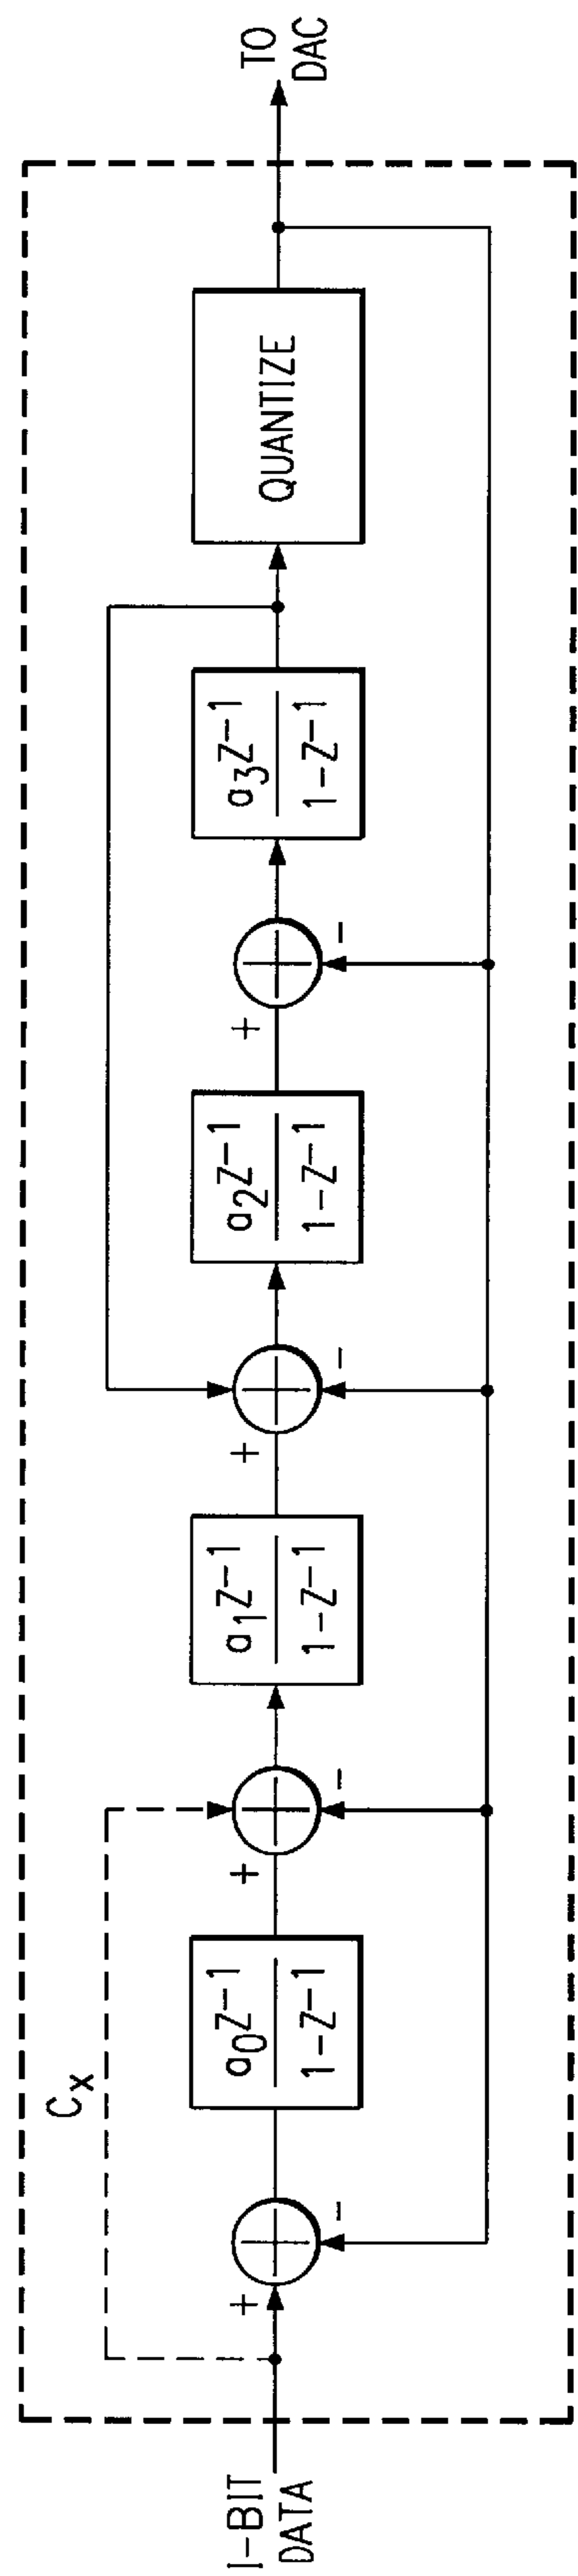 I-BIT
DATA
+
-
Cx
a0Z-1
1-Z-1
+
-
a1Z-1
1-Z-1
+
-
a2Z-1
1-Z-1
+
-
a3Z-1
1-Z-1
QUANTIZE
TO
DAC